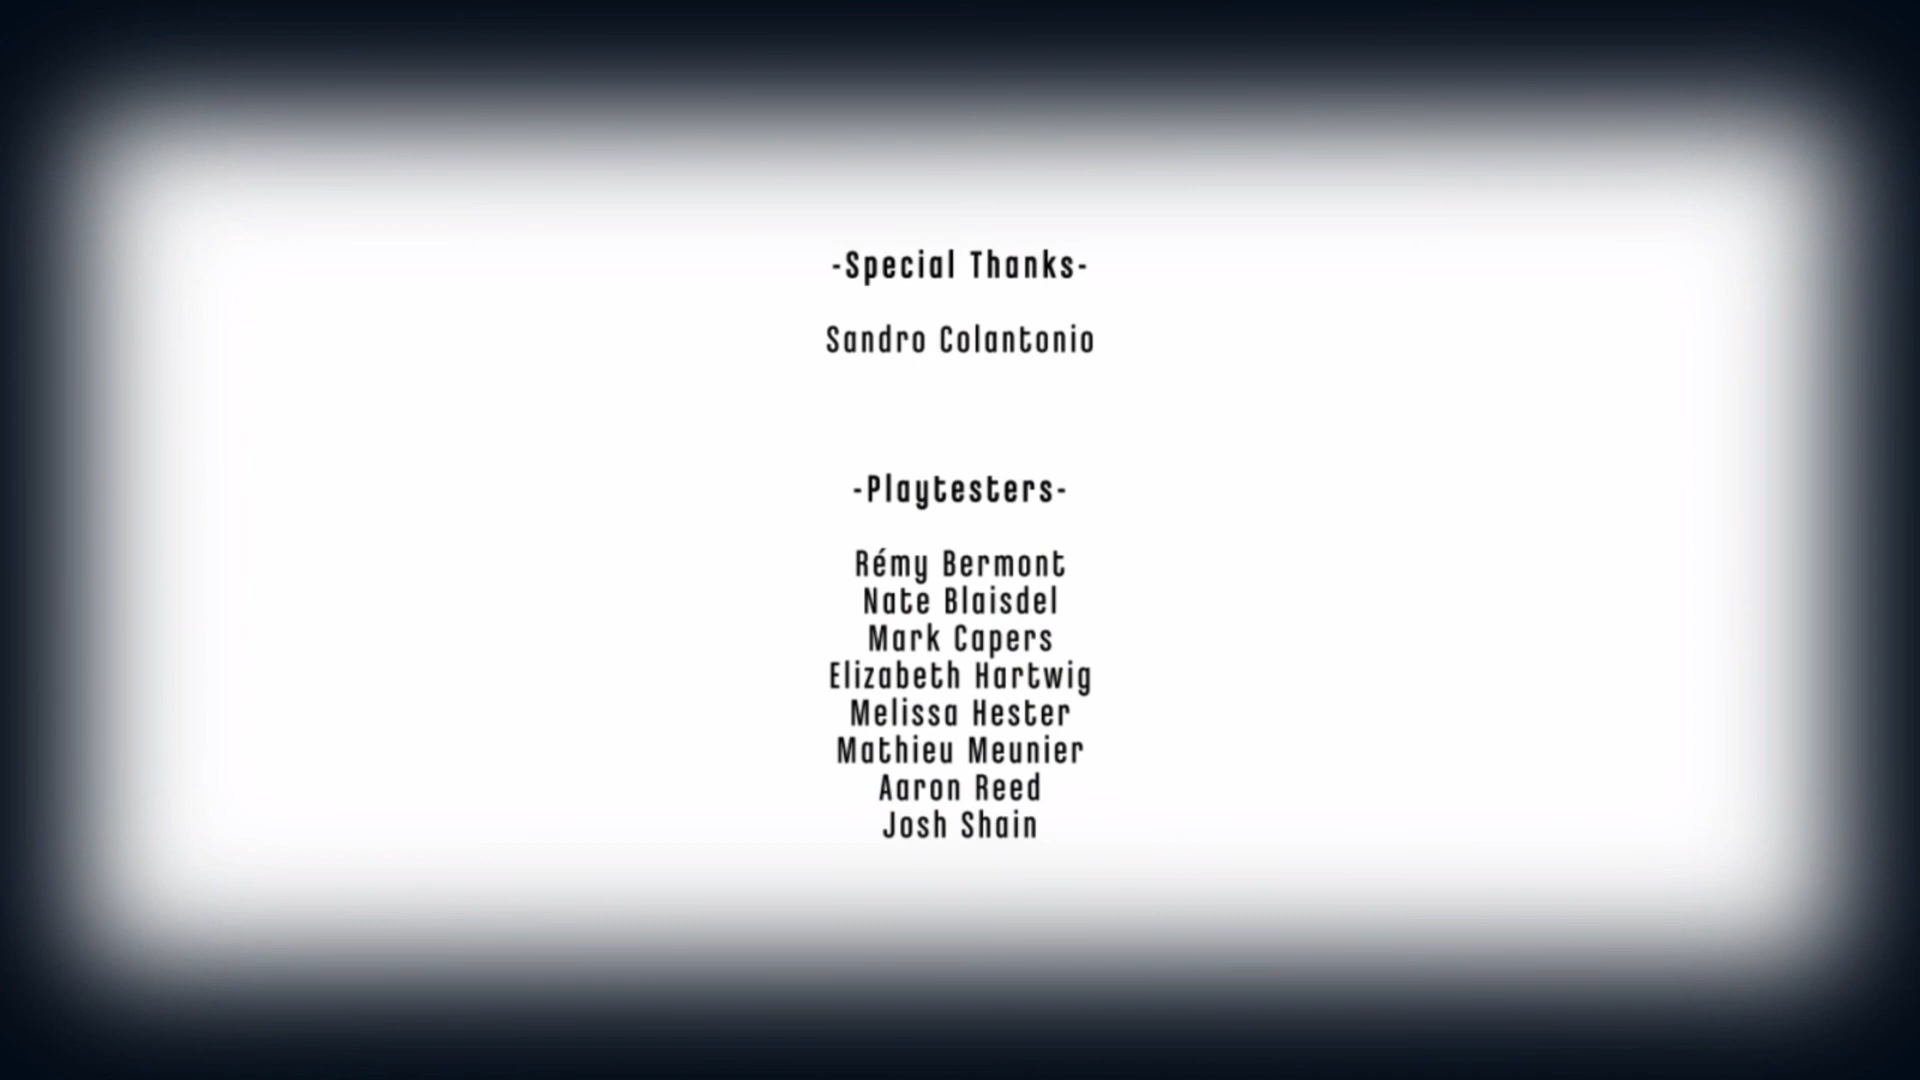 -Special Thanks-
Sandro Colantonio
-Playtesters-
Rémy Bermont
Nate Blaisdel
Mark Capers
Elizabeth Hartwig
Melissa Hester
Mathieu Meunier
Aaron Reed
Josh Shain